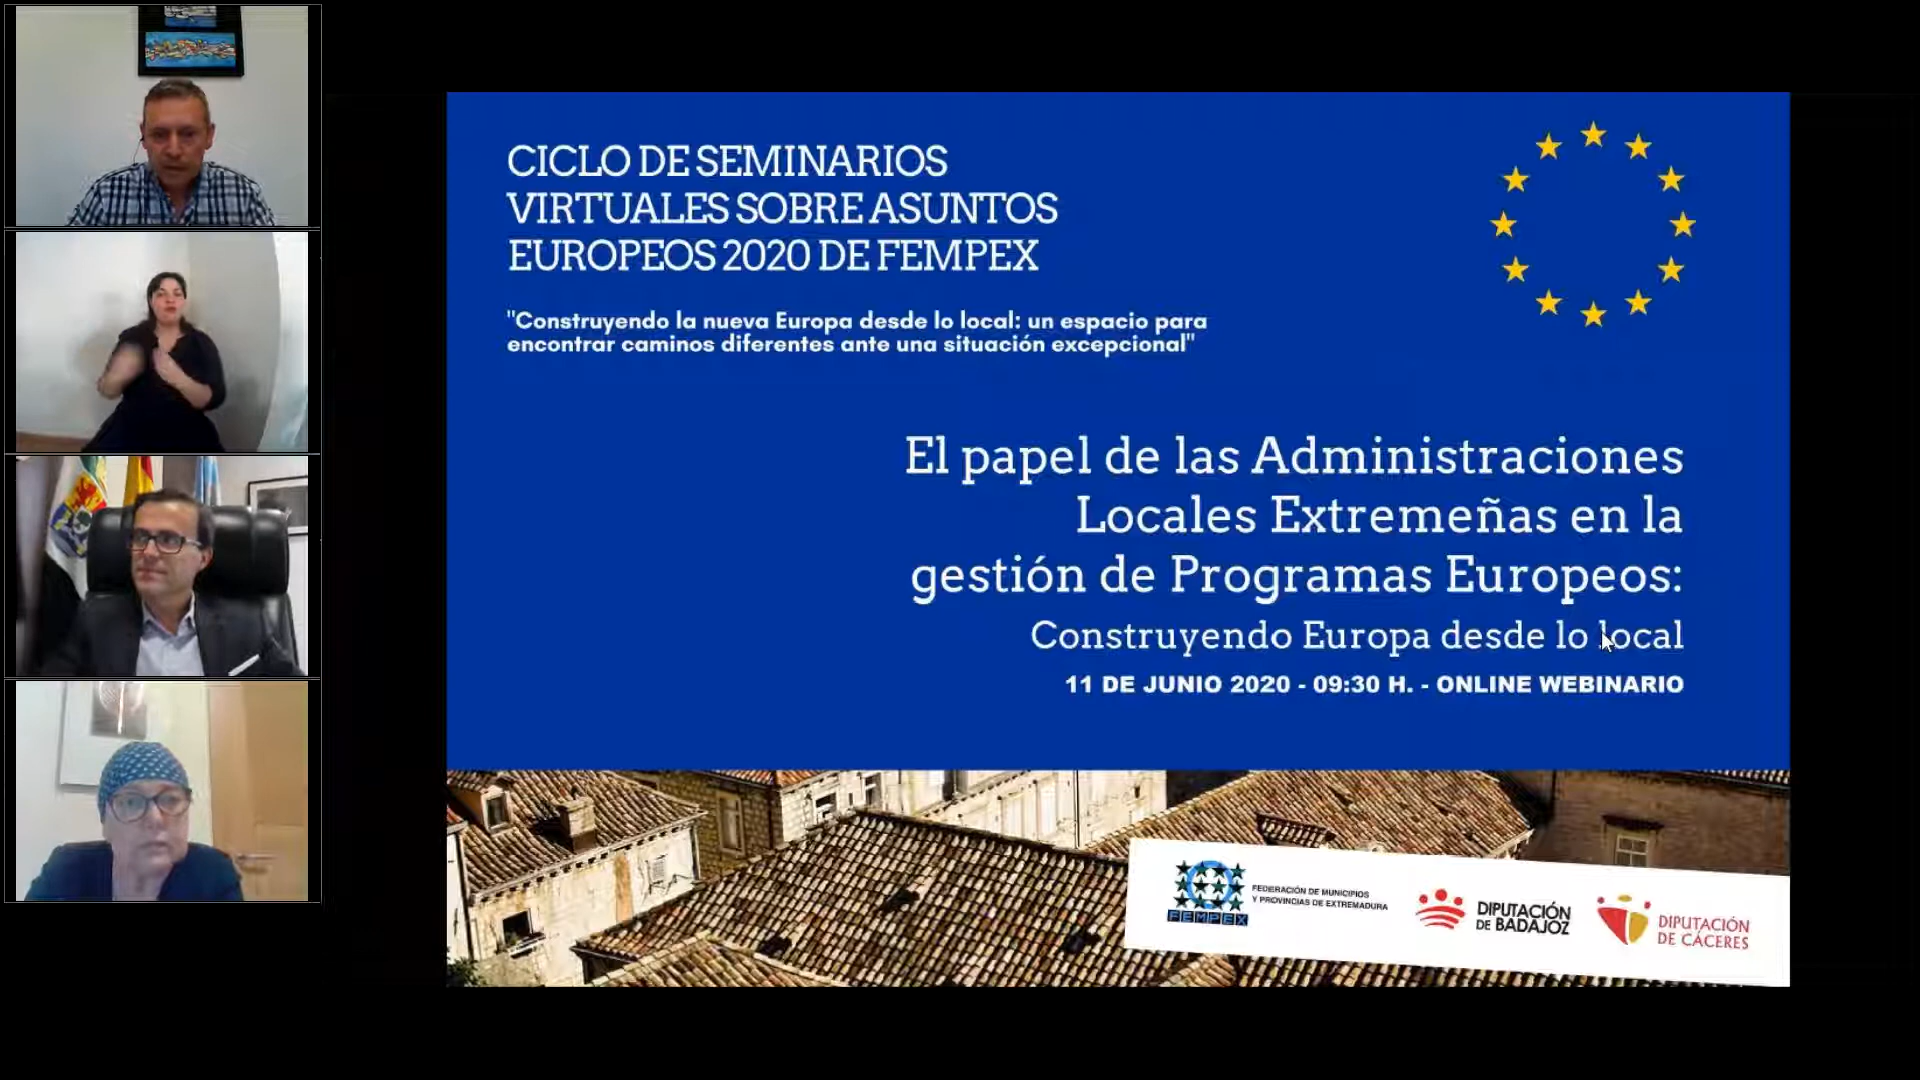 CICLO DE SEMINARIOS
VIRTUALES SOBRE ASUNTOS
EUROPEOS 2020 DE FEMPEX
"Construyendo la nueva Europa desde lo local: un espacio para
encontrar caminos diferentes ante una situación excepcional"
El papel de las Administraciones
Locales Extremeñas en la
gestión de Programas Europeos:
Construyendo Europa desde lo local
11 DE JUNIO 2020 - 09:30 H. - ONLINE WEBINARIO
FEMPEX
FEDERACIÓN DE MUNICIPIOS
Y PROVINCIAS DE EXTREMADURA
DIPUTACIÓN
DE BADAJOZ
DIPUTACIÓN
DE CÁCERES